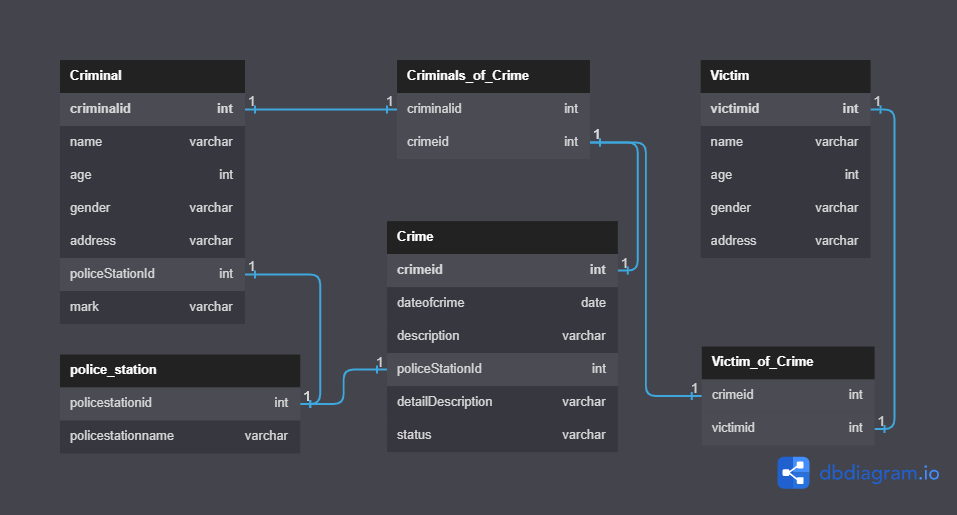 Criminal
criminalid int
name varchar
age int
gender varchar
address varchar
policeStationId int
mark varchar
1
1
Criminals_of_Crime
criminalid int
crimeid int
1
1
Victim
victimid int
name varchar
age int
gender varchar
address varchar
1
Crime
crimeid int
dateofcrime date
description varchar
policeStationId int
detailDescription varchar
status varchar
1
1
police_station
policestationid int
policestationname varchar
1
Victim_of_Crime
crimeid int
victimid int
1
1
dbdiagram.io